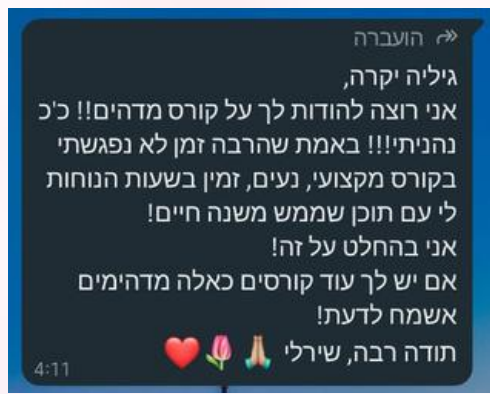 הועברה
גיליה יקרה,
אני רוצה להודות לך על קורס מדהים!! כ'כ
נהניתי!!! באמת שהרבה זמן לא נפגשתי
בקורס מקצועי, נעים, זמין בשעות הנוחות
לי עם תוכן שממש משנה חיים!
אני בהחלט על זה!
אם יש לך עוד קורסים כאלה מדהימים
אשמח לדעת!
תודה רבה, שירלי 🙏🏼🌷❤️
4:11